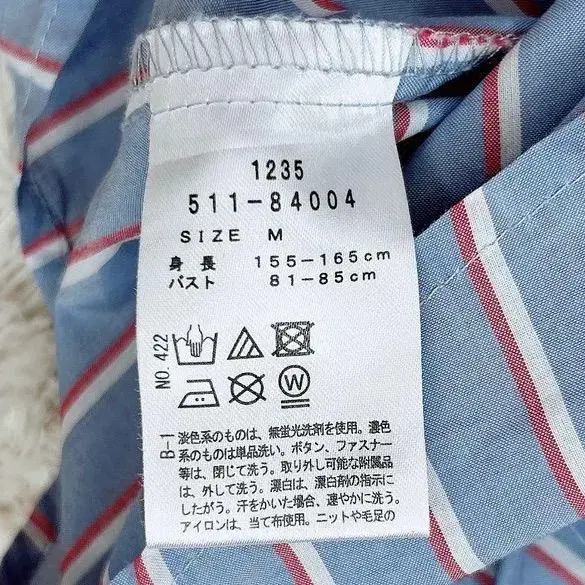 1235
511-84004
SIZE M
身長 155-165cm
バスト 81-85cm
NO.422
W
B-1
淡色系のものは、無蛍光洗剤を使用。濃色
系のものは単品洗い。ボタン、ファスナー
等は、閉じて洗う。取り外し可能な附属品
は、外して洗う。漂白は、漂白剤の指示に
したがう。汗をかいた場合、速やかに洗う。
アイロンは、当て布使用。ニットや毛足の